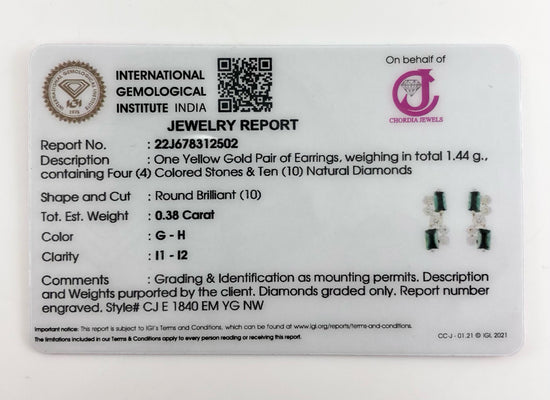 On behalf of
INTERNATIONAL
GEMOLOGICAL
INSTITUTE INDIA
CHORDIA JEWELS
JEWELRY REPORT
Report No. : 22J678312502
Description : One Yellow Gold Pair of Earrings, weighing in total 1.44 g.,
containing Four (4) Colored Stones & Ten (10) Natural Diamonds
Shape and Cut : Round Brilliant (10)
Tot. Est. Weight : 0.38 Carat
Color : G - H
Clarity : I1 - I2
Comments : Grading & Identification as mounting permits. Description
and Weights purported by the client. Diamonds graded only. Report number
engraved. Style# CJ E 1840 EM YG NW
Important notice: This report is subject to IGI's Terms and Conditions, which can be found at www.igi.org/reports/terms-and-conditions.
The limitations included in our Terms & Conditions apply to every person reading or receiving this report.
CCJ - 01.21 © IGI, 2021